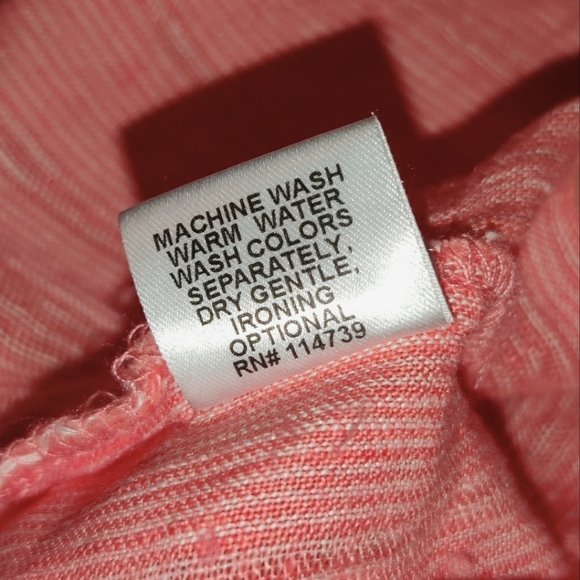 MACHINE WASH
WARM WATER
WASH COLORS
SEPARATELY,
DRY GENTLE,
IRONING
OPTIONAL
RN# 114739